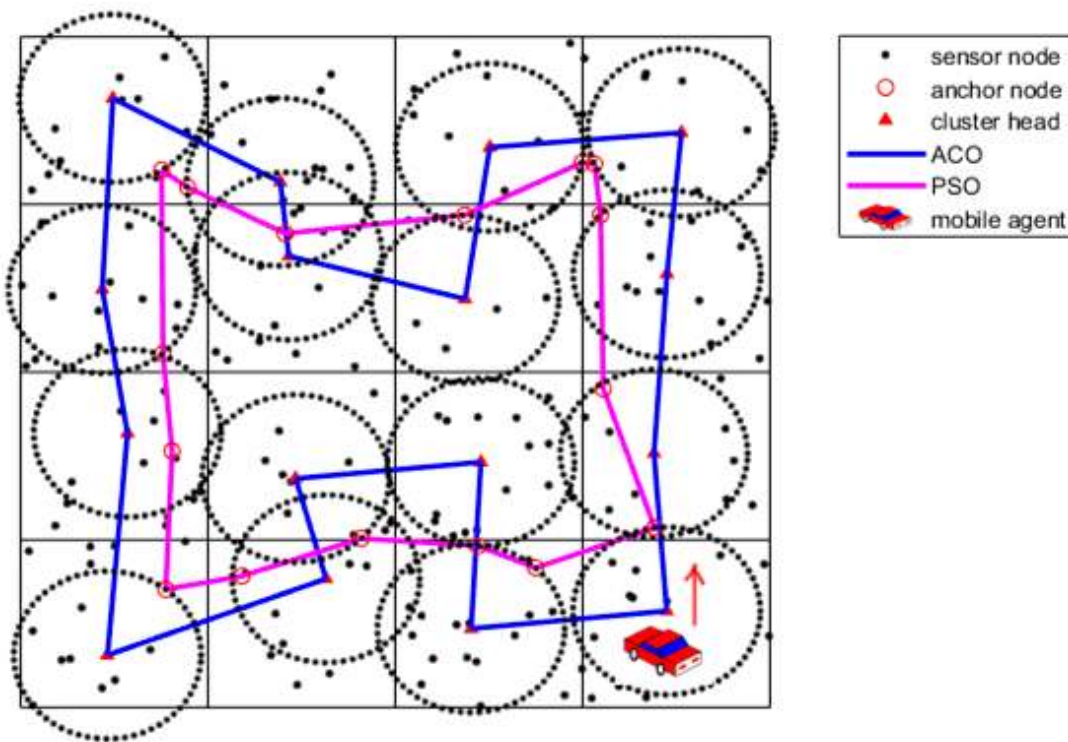 sensor node
anchor node
cluster head
ACO
PSO
mobile agent